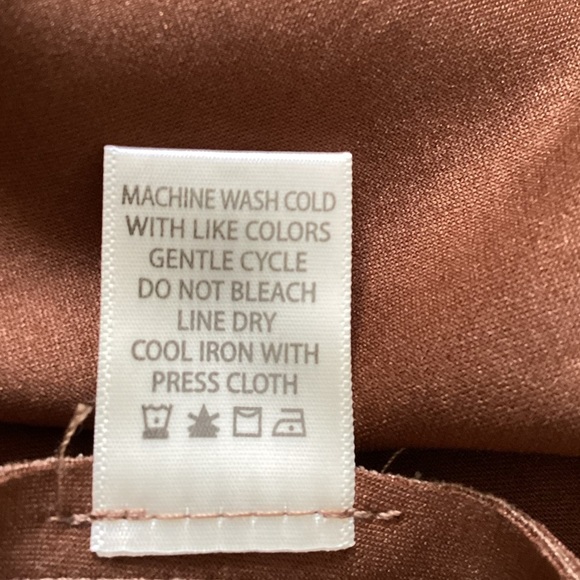 MACHINE WASH COLD
WITH LIKE COLORS
GENTLE CYCLE
DO NOT BLEACH
LINE DRY
COOL IRON WITH
PRESS CLOTH